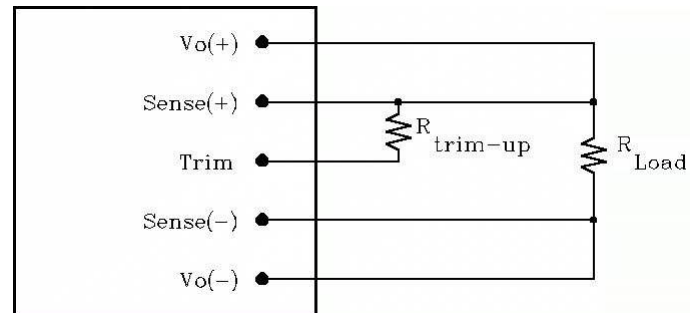 Vo(+)
Sense(+)
R
trim-up
Trim
R
Load
Sense(-)
Vo(-)